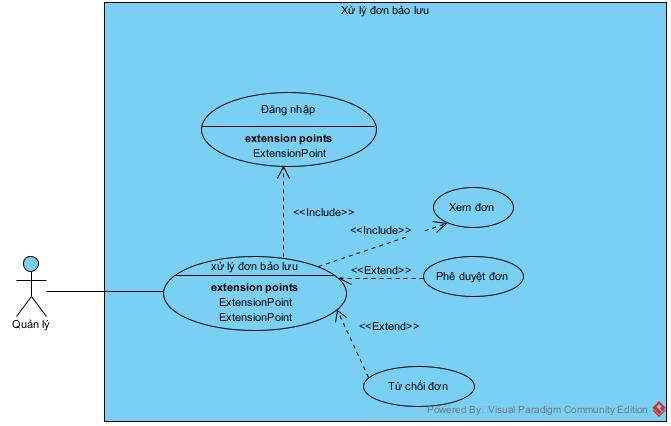 Xử lý đơn bảo lưu
Đăng nhập
extension points
ExtensionPoint
<<Include>>
Xem đơn
<<Include>>
xử lý đơn bảo lưu
extension points
ExtensionPoint
ExtensionPoint
<<Extend>>
Phê duyệt đơn
Quản lý
<<Extend>>
Từ chối đơn
Powered By. Visual Paradigm Community Edition